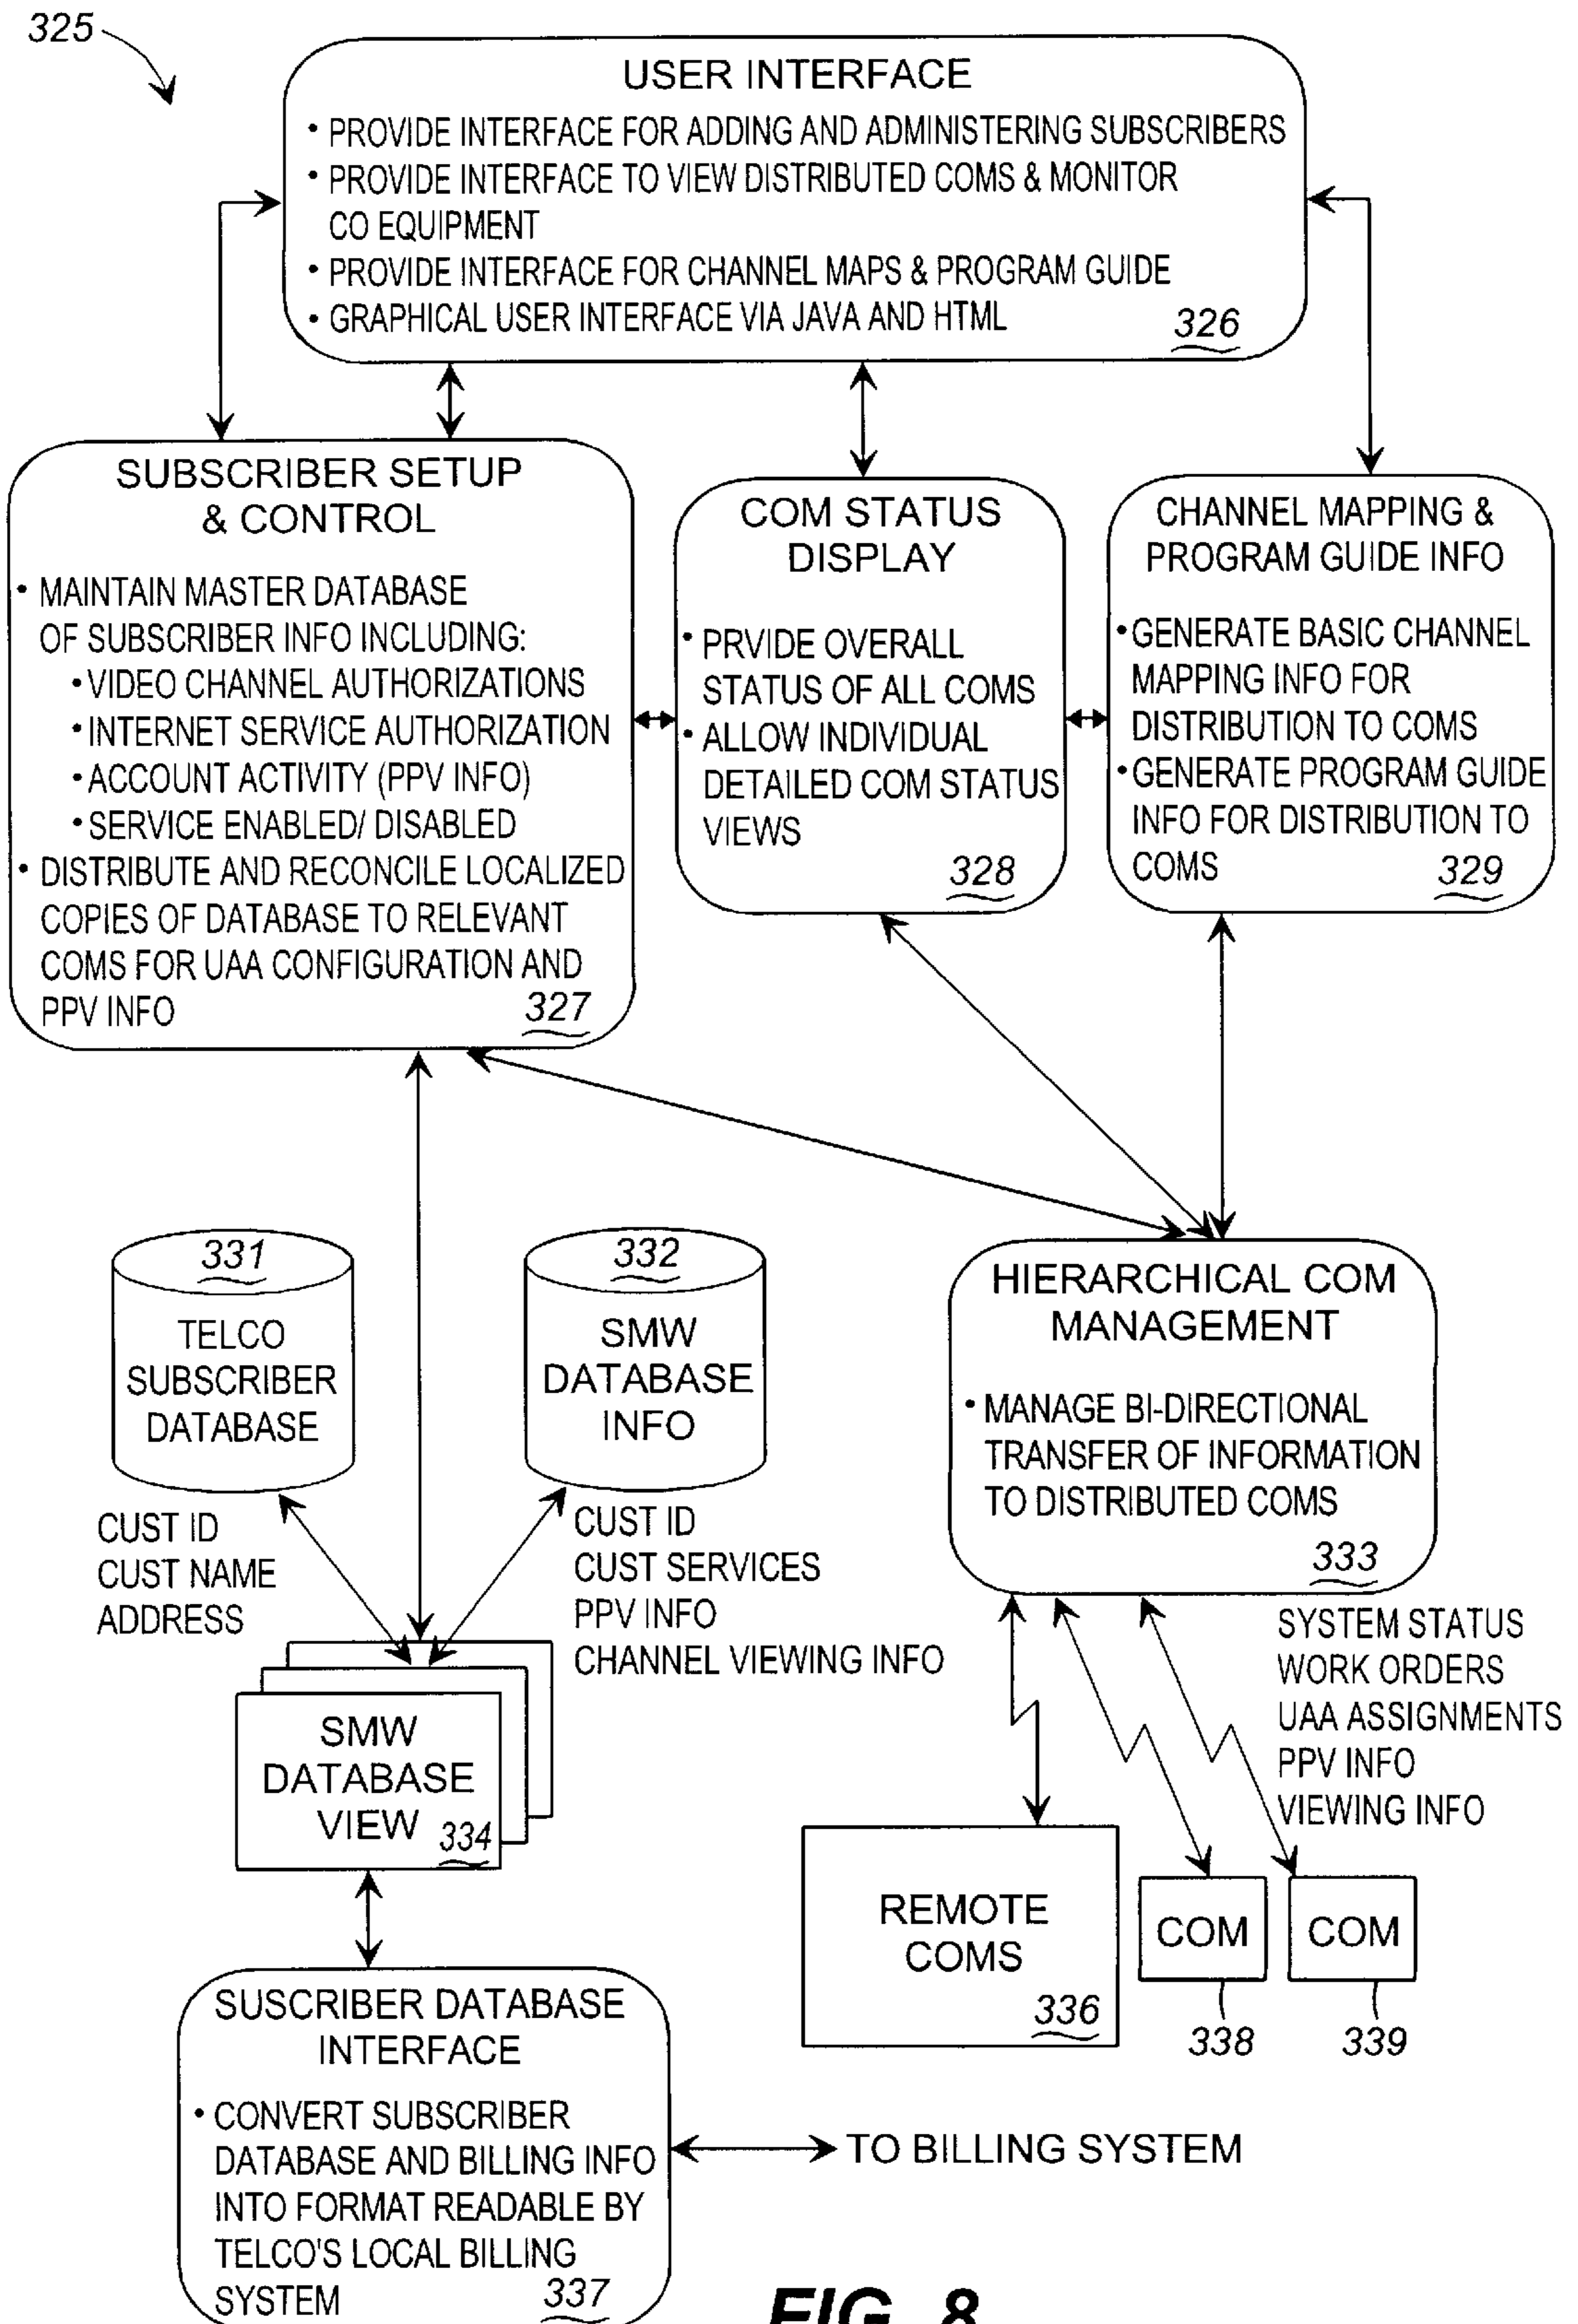 325
USER INTERFACE
• PROVIDE INTERFACE FOR ADDING AND ADMINISTERING SUBSCRIBERS
• PROVIDE INTERFACE TO VIEW DISTRIBUTED COMS & MONITOR
CO EQUIPMENT
• PROVIDE INTERFACE FOR CHANNEL MAPS & PROGRAM GUIDE
• GRAPHICAL USER INTERFACE VIA JAVA AND HTML
326
SUBSCRIBER SETUP
& CONTROL
• MAINTAIN MASTER DATABASE
OF SUBSCRIBER INFO INCLUDING:
• VIDEO CHANNEL AUTHORIZATIONS
• INTERNET SERVICE AUTHORIZATION
• ACCOUNT ACTIVITY (PPV INFO)
• SERVICE ENABLED/ DISABLED
• DISTRIBUTE AND RECONCILE LOCALIZED
COPIES OF DATABASE TO RELEVANT
COMS FOR UAA CONFIGURATION AND
PPV INFO
327
COM STATUS
DISPLAY
• PRVIDE OVERALL
STATUS OF ALL COMS
• ALLOW INDIVIDUAL
DETAILED COM STATUS
VIEWS
328
CHANNEL MAPPING &
PROGRAM GUIDE INFO
• GENERATE BASIC CHANNEL
MAPPING INFO FOR
DISTRIBUTION TO COMS
• GENERATE PROGRAM GUIDE
INFO FOR DISTRIBUTION TO
COMS
329
331
TELCO
SUBSCRIBER
DATABASE
332
SMW
DATABASE
INFO
HIERARCHICAL COM
MANAGEMENT
• MANAGE BI-DIRECTIONAL
TRANSFER OF INFORMATION
TO DISTRIBUTED COMS
333
CUST ID
CUST NAME
ADDRESS
CUST ID
CUST SERVICES
PPV INFO
CHANNEL VIEWING INFO
SYSTEM STATUS
WORK ORDERS
UAA ASSIGNMENTS
PPV INFO
VIEWING INFO
SMW
DATABASE
VIEW
334
REMOTE
COMS
336
COM
338
COM
339
SUSCRIBER DATABASE
INTERFACE
• CONVERT SUBSCRIBER
DATABASE AND BILLING INFO
INTO FORMAT READABLE BY
TELCO'S LOCAL BILLING
SYSTEM
337
TO BILLING SYSTEM
FIG. 8